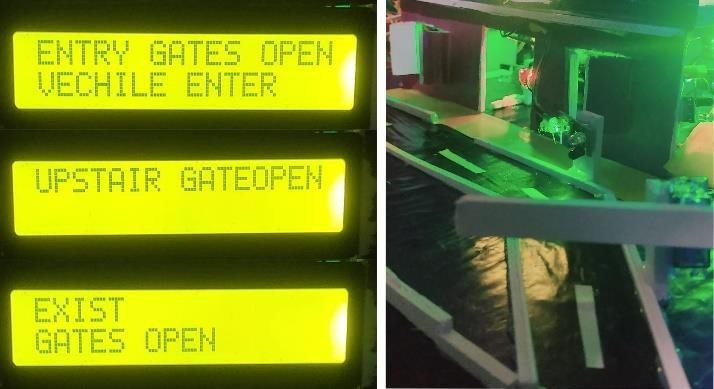 ENTRY GATES OPEN
VECHILE ENTER
UPSTAIR GATEOPEN
EXIST
GATES OPEN